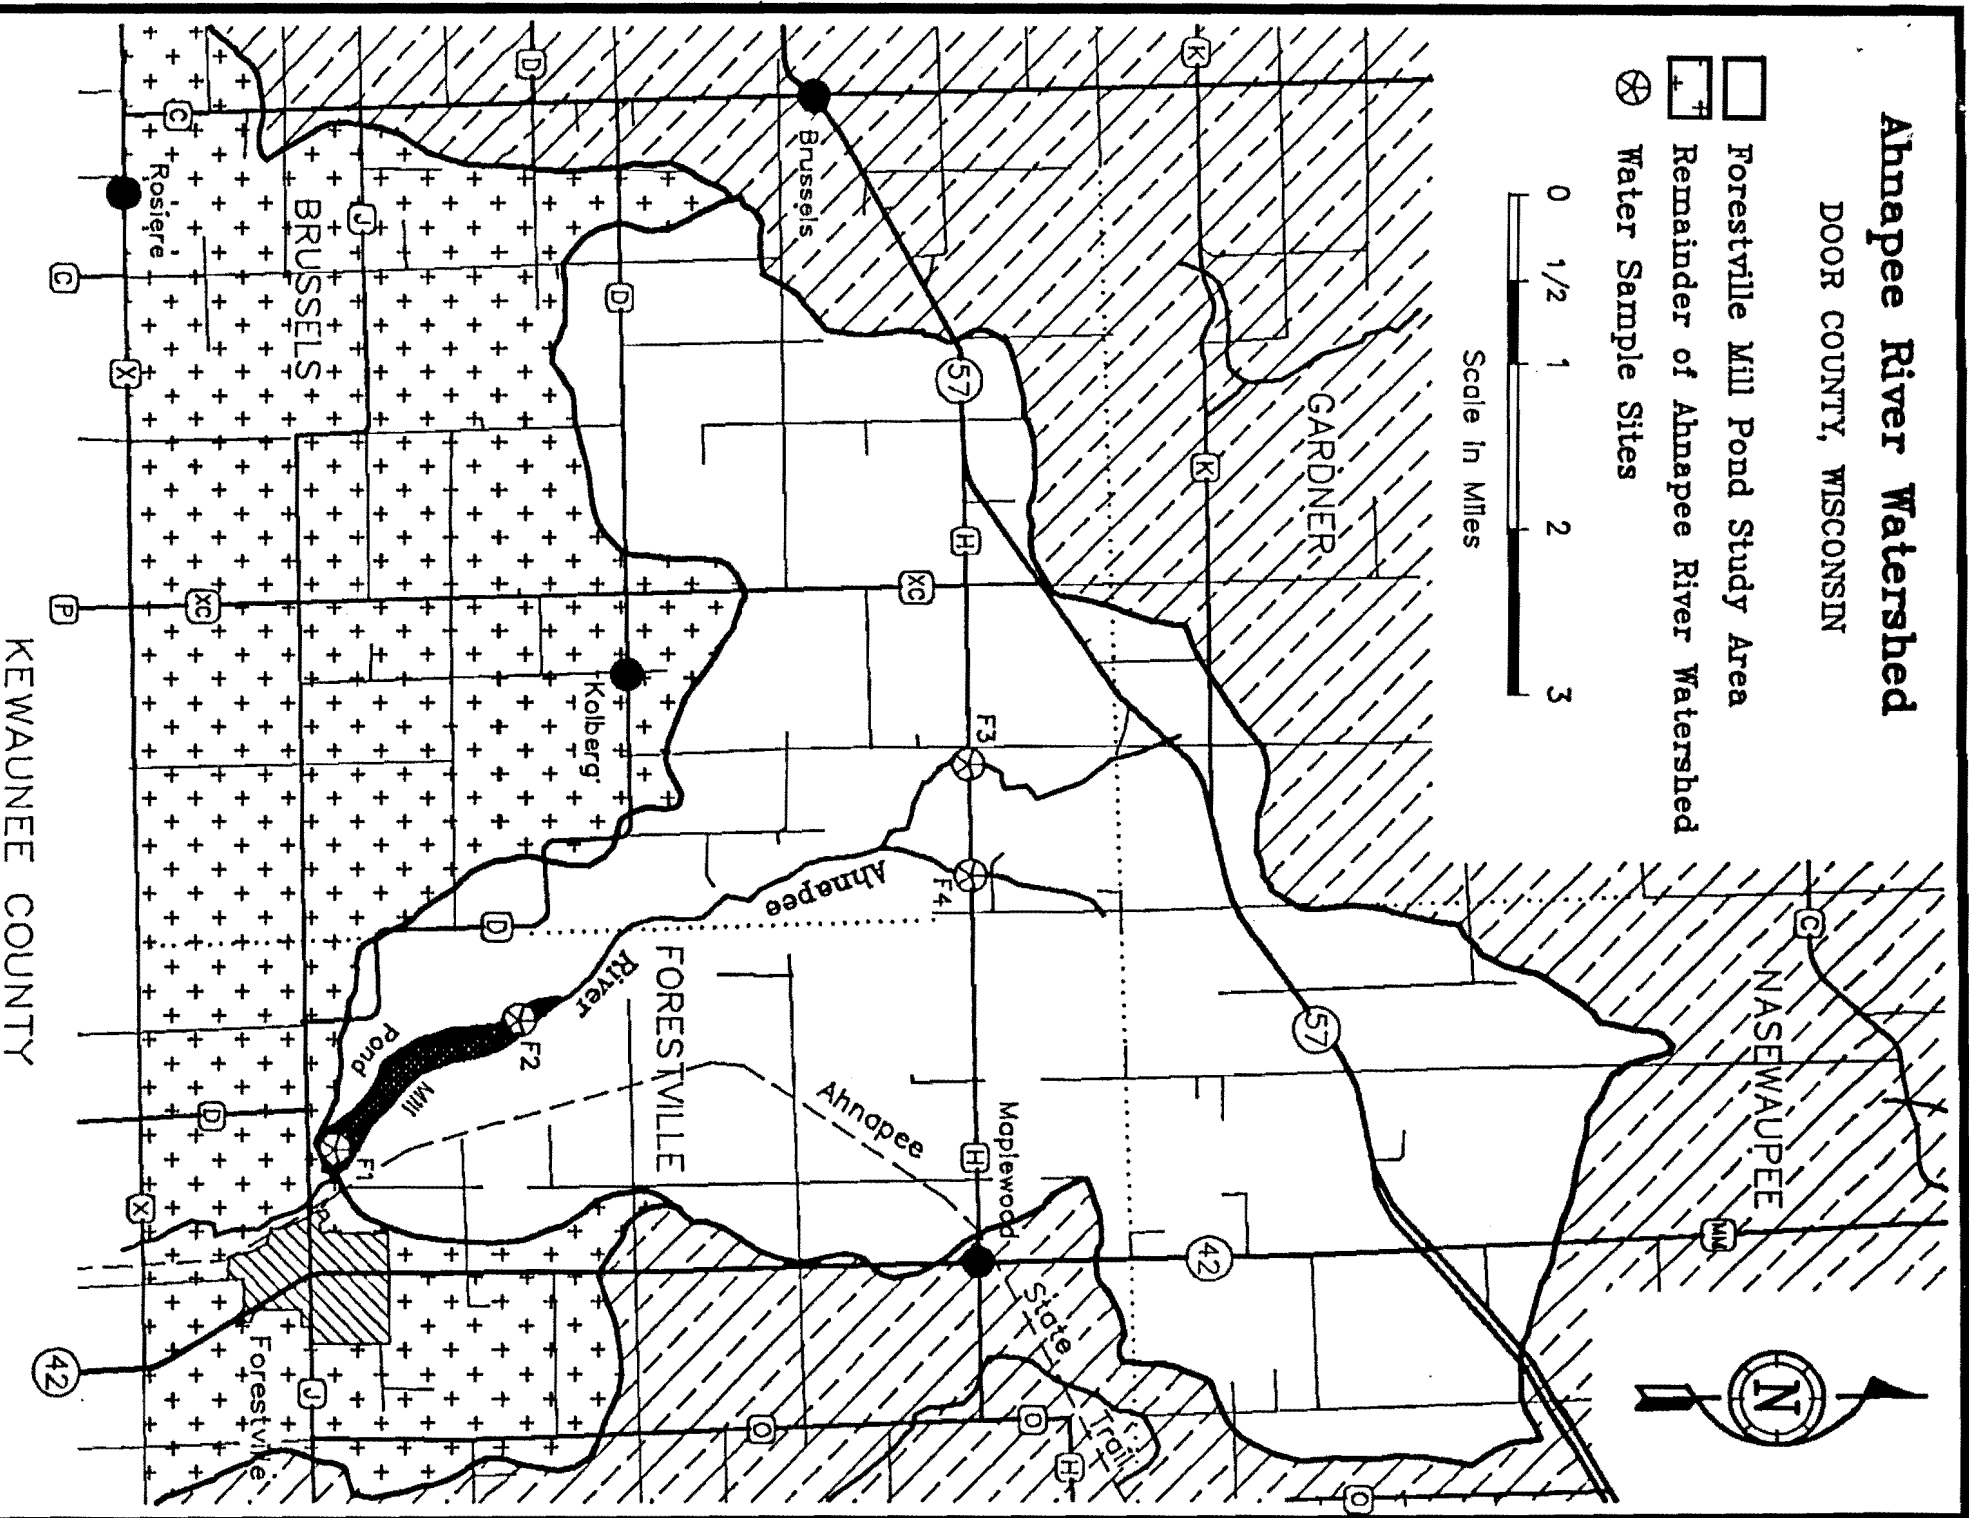 Ahnapee River Watershed
DOOR COUNTY, WISCONSIN
Forestville Mill Pond Study Area
Remainder of Ahnapee River Watershed
Water Sample Sites
0 1/2 1 2 3
Scale in Miles
N
NASEWAUPEE
C
MM
GARDNER
K
K
57
42
O
Brussels
57
H
XC
F3
F4
H
Maplewood
State
Trail
O
H
Ahnapee
Ahnapee
River
FORESTVILLE
O
D
D
Kolberg
D
F2
Mill
Pond
F1
BRUSSELS
J
J
Forestville
C
Rosiere
X
XC
D
X
C
P
42
KEWAUNEE COUNTY